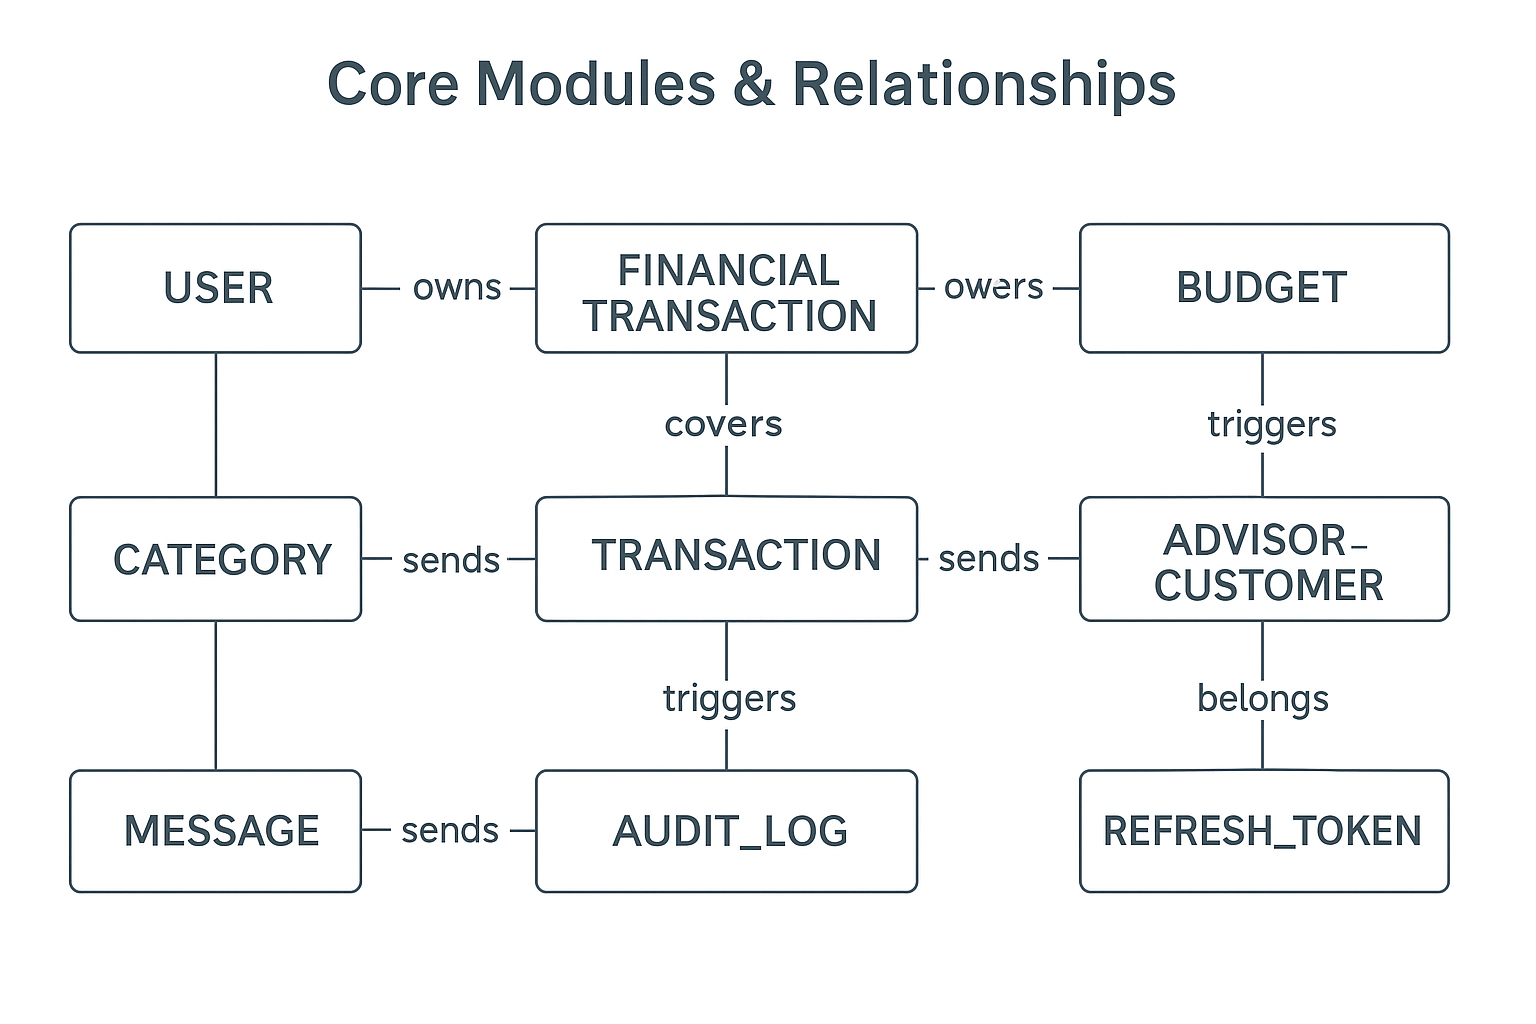 Core Modules & Relationships
USER
owns
FINANCIAL
TRANSACTION
owers
BUDGET
covers
triggers
CATEGORY
sends
TRANSACTION
sends
ADVISOR–
CUSTOMER
triggers
belongs
MESSAGE
sends
AUDIT_LOG
REFRESH_TOKEN